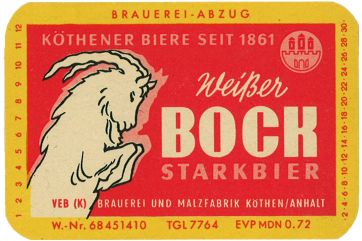 BRAUEREI-ABZUG
KÖTHENER BIERE SEIT 1861
Weißer
BOCK
STARKBIER
VEB (K) BRAUEREI UND MALZFABRIK KÖTHEN/ANHALT
W.-Nr. 68451410 TGL 7764 EVP MDN 0.72
1 2 3 4 5 6 7 8 9 10 11 12
·2·4·6·8·10·12·14·16·18·20·22·24·26·28·30·